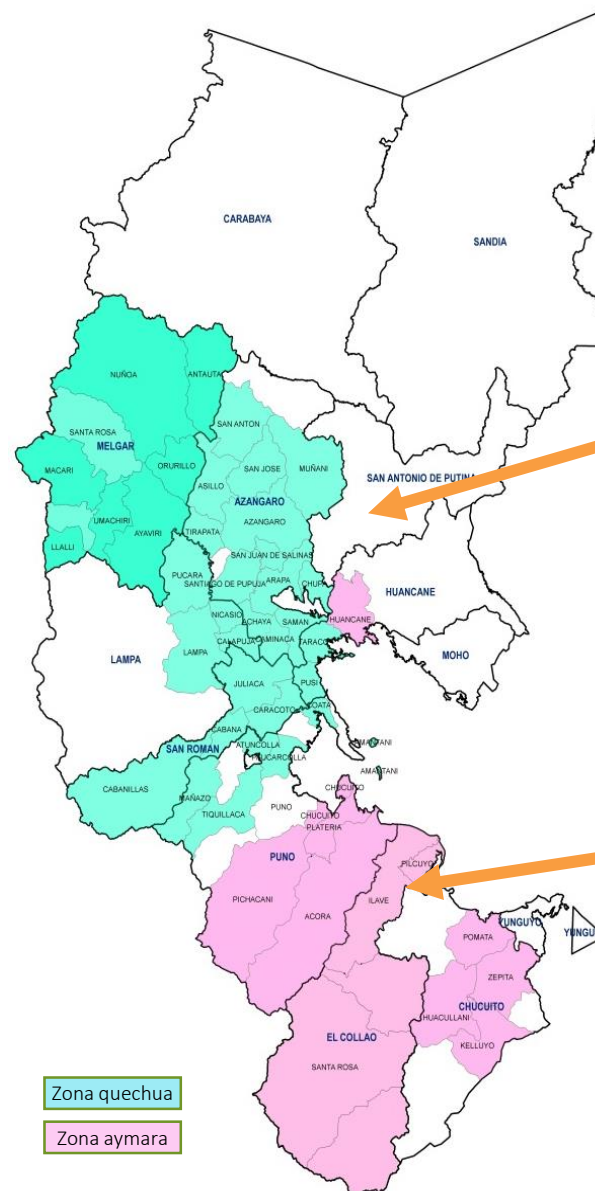 CARABAYA
SANDIA
NUÑOA
ANTAUTA
SANTA ROSA
SAN ANTON
MELGAR
ORURILLO
MACARI
SAN JOSE
MUÑANI
SAN ANTONIO DE PUTINA
ASILLO
AZANGARO
UMACHIRI
AZANGARO
AYAVIRI
TIRAPATA
LLALLI
SAN JUAN DE SALINAS
PUCARA
SANTIAGO DE PUPUJA
ARAPA
CHUPA
HUANCANE
NICASIO
ACHAYA
SAMAN
HUANCANE
CALAPUJA
CAMINACA
TARACO
LAMPA
LAMPA
MOHO
JULIACA
PUSI
CARACOTO
COATA
CABANA
SAN ROMAN
ATUNCOLLA
PAUCARCOLLA
AMANTANI
AMANTANI
CABANILLAS
MAÑAZO
TIQUILLACA
PUNO
CHUCUITO
CHUCUITO
PLATERIA
PUNO
PILCUYO
PICHACANI
ILAVE
ACORA
YUNGUYO
YUNGU
POMATA
ZEPITA
CHUCUITO
HUACULLANI
EL COLLAO
KELLUYO
SANTA ROSA
Zona quechua
Zona aymara